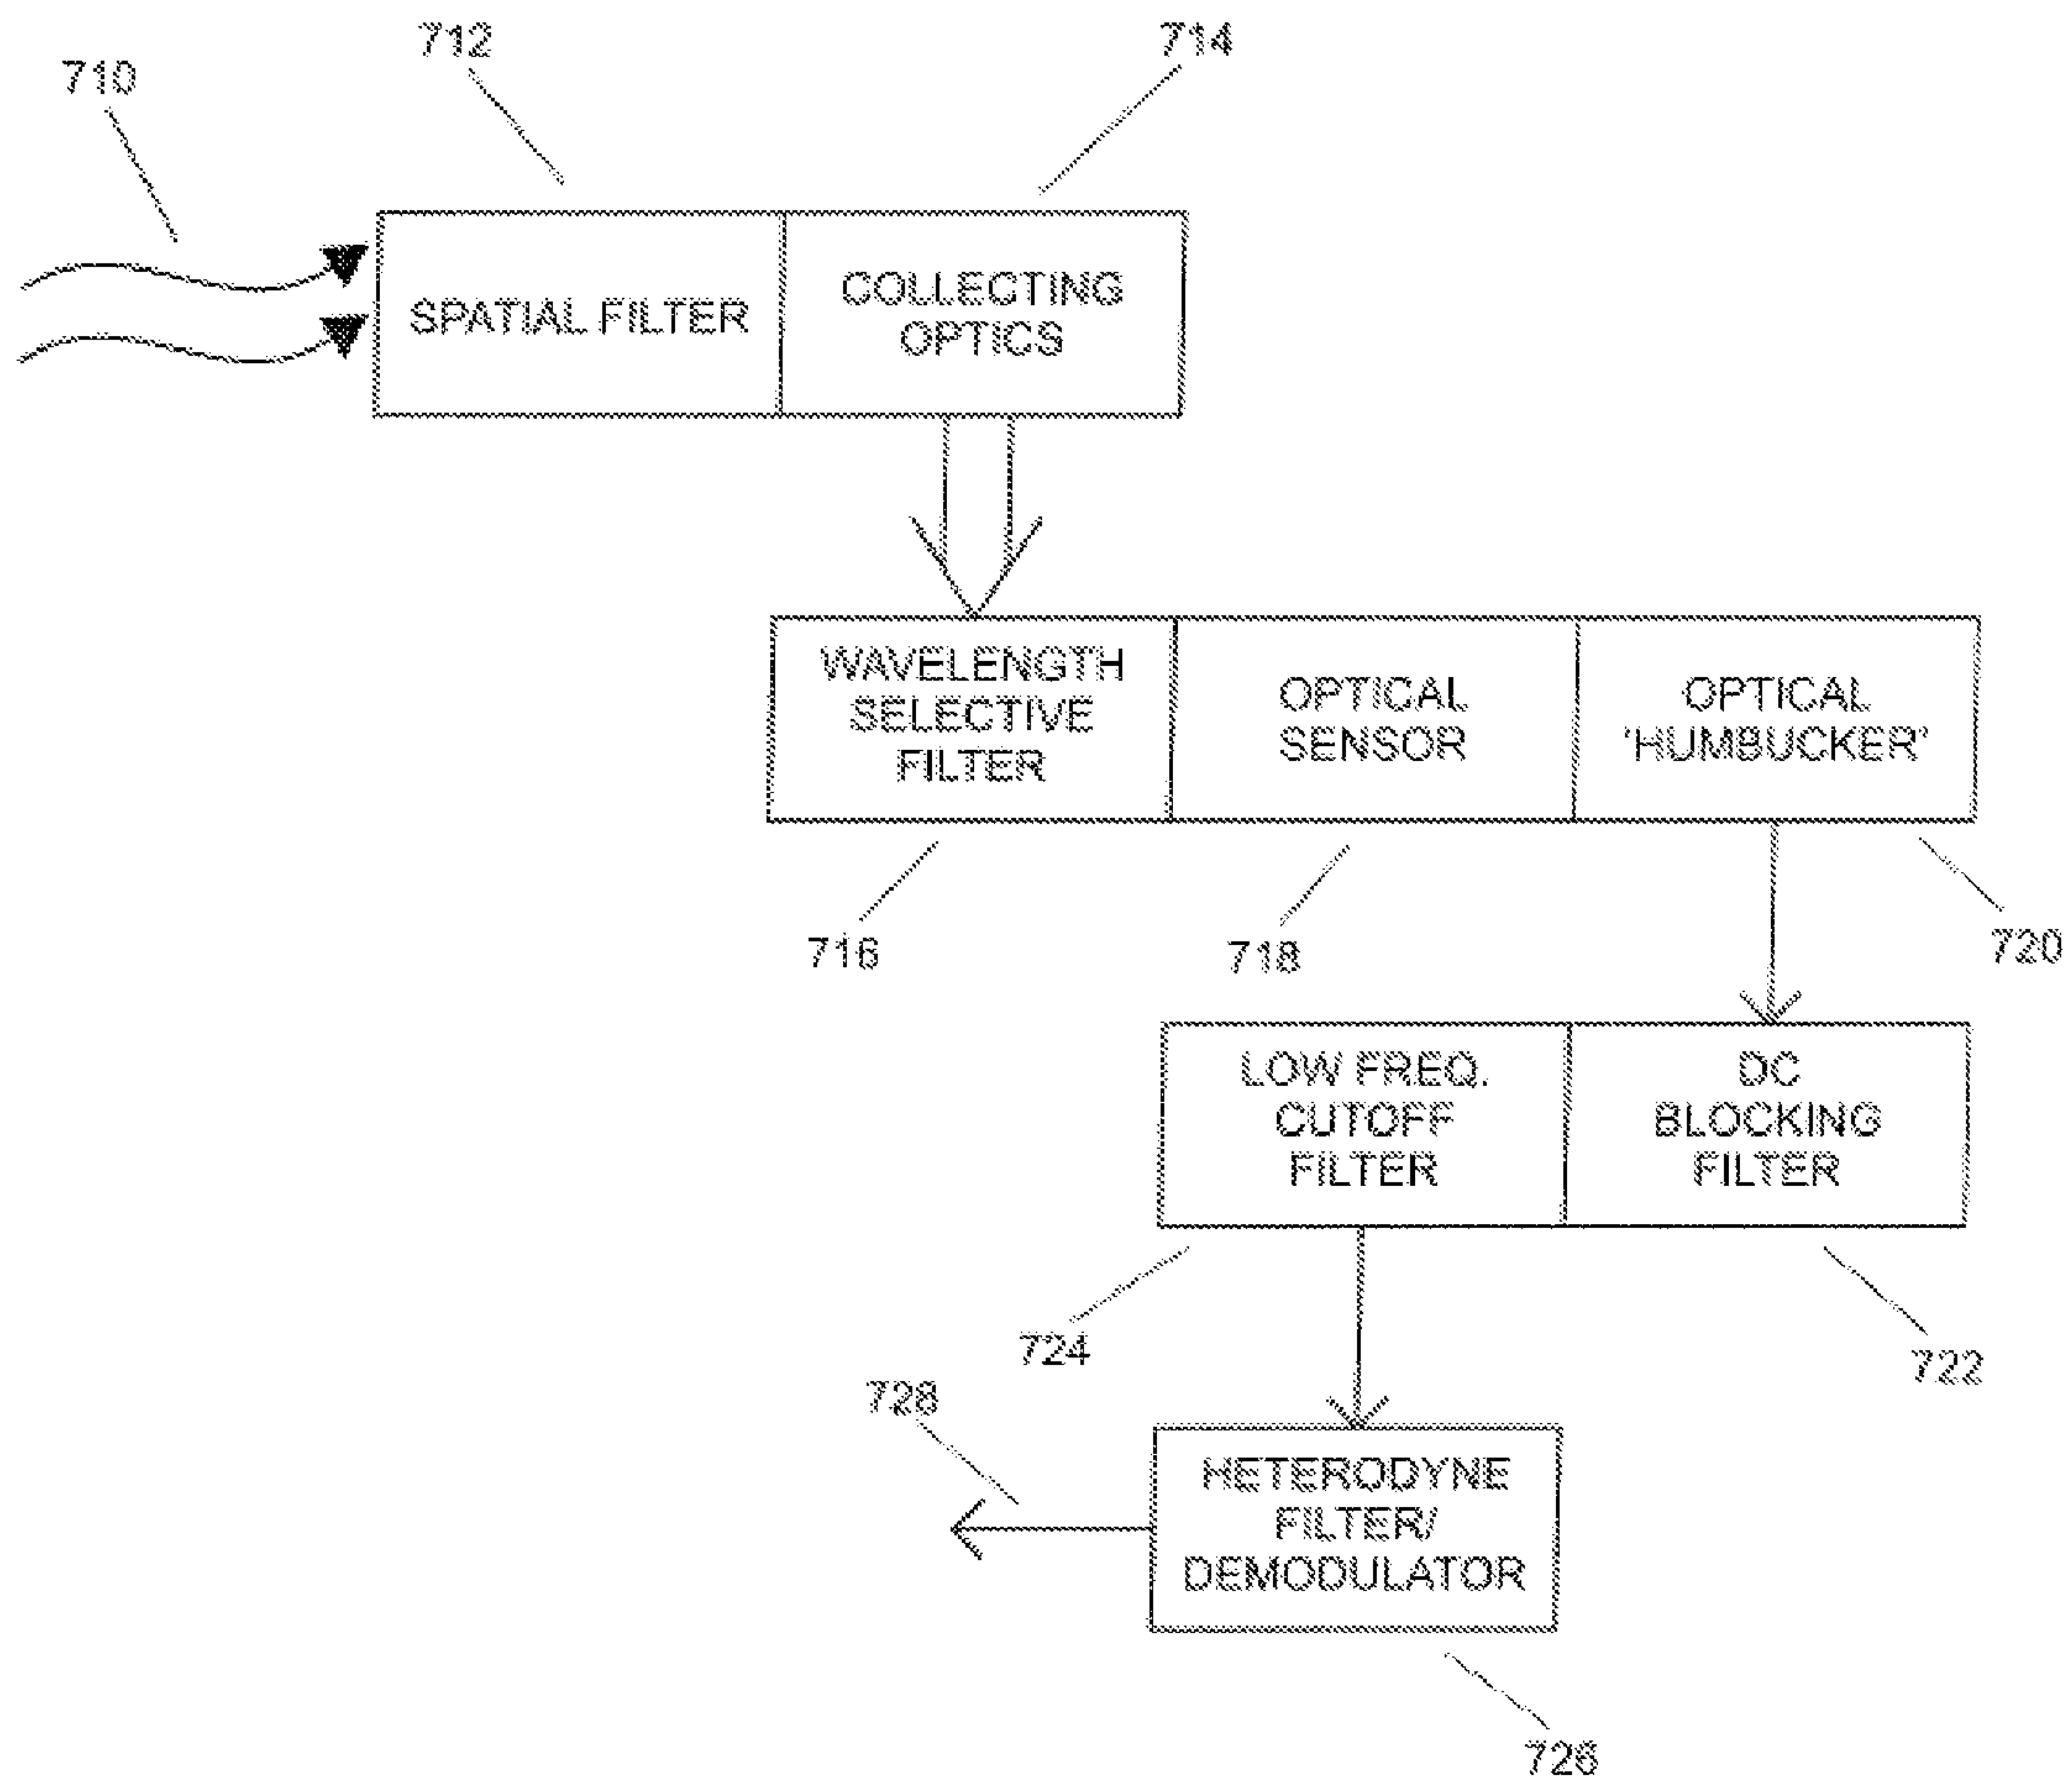 712
714
710
SPATIAL FILTER
COLLECTING
OPTICS
WAVELENGTH
SELECTIVE
FILTER
OPTICAL
SENSOR
OPTICAL
'HUMBUCKER'
716
718
720
LOW FREQ.
CUTOFF
FILTER
DC
BLOCKING
FILTER
724
722
728
HETERODYNE
FILTER/
DEMODULATOR
726